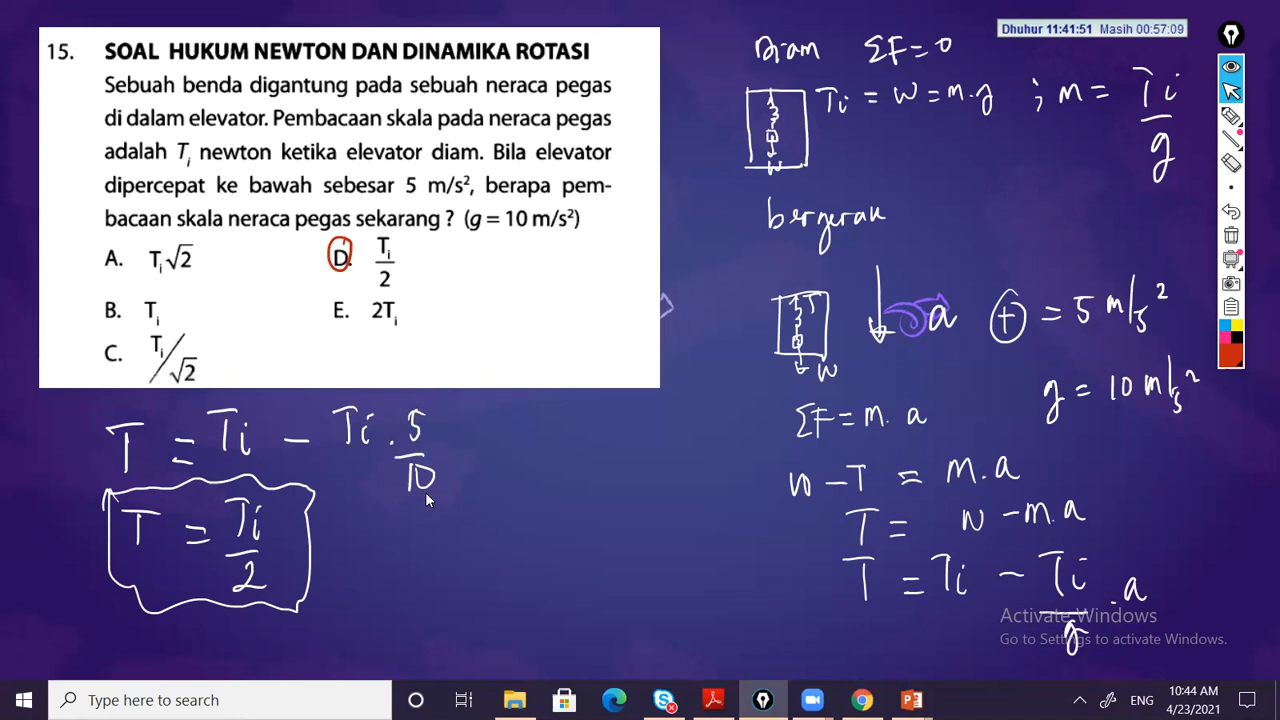 Dhuhur 11:41:51 Masih 00:57:09
15. SOAL HUKUM NEWTON DAN DINAMIKA ROTASI
Sebuah benda digantung pada sebuah neraca pegas
di dalam elevator. Pembacaan skala pada neraca pegas
adalah Tᵢ newton ketika elevator diam. Bila elevator
dipercepat ke bawah sebesar 5 m/s², berapa pem-
bacaan skala neraca pegas sekarang ? (g = 10 m/s²)
A. Tᵢ√2
B. Tᵢ
C. Tᵢ/√2
D. Tᵢ/2
E. 2Tᵢ
Diam ΣF = 0
Ti = W = m.g ; m = Ti/g
W
bergerak
T
W
a ⊕ = 5 m/s²
g = 10 m/s²
ΣF = m. a
W - T = m.a
T = W - m.a
T = Ti - Ti/g . a
T = Ti - Ti . 5/10
T = Ti/2
Activate Windows
Go to Settings to activate Windows.
Type here to search
ENG
10:44 AM
4/23/2021